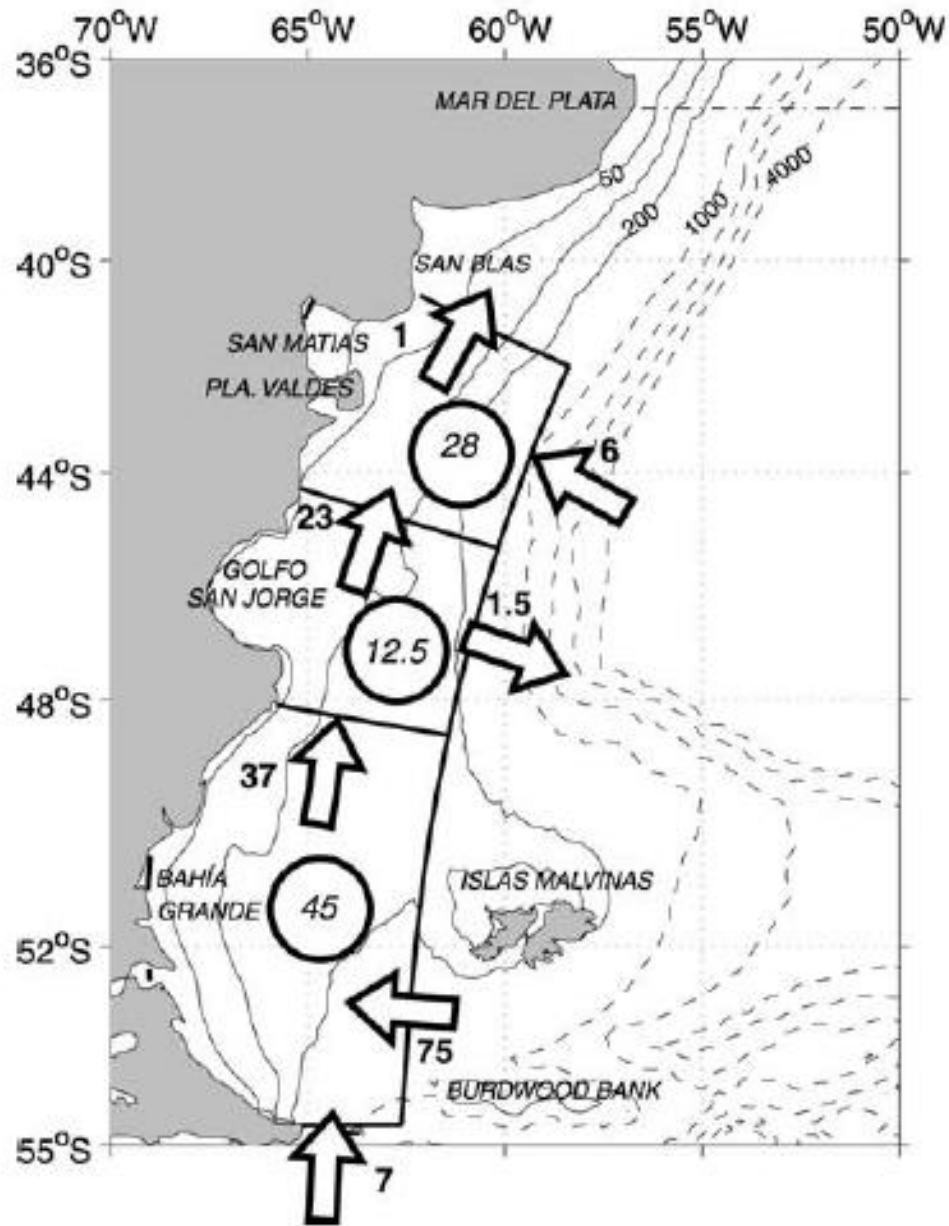 70°W 65°W 60°W 55°W 50°W
36°S
MAR DEL PLATA
50
200
1000
4000
40°S
SAN BLAS
1
SAN MATIAS
PLA. VALDES
28
6
44°S
23
GOLFO
SAN JORGE
1.5
12.5
48°S
37
BAHÍA
GRANDE
45
ISLAS MALVINAS
52°S
75
BURDWOOD BANK
55°S
7